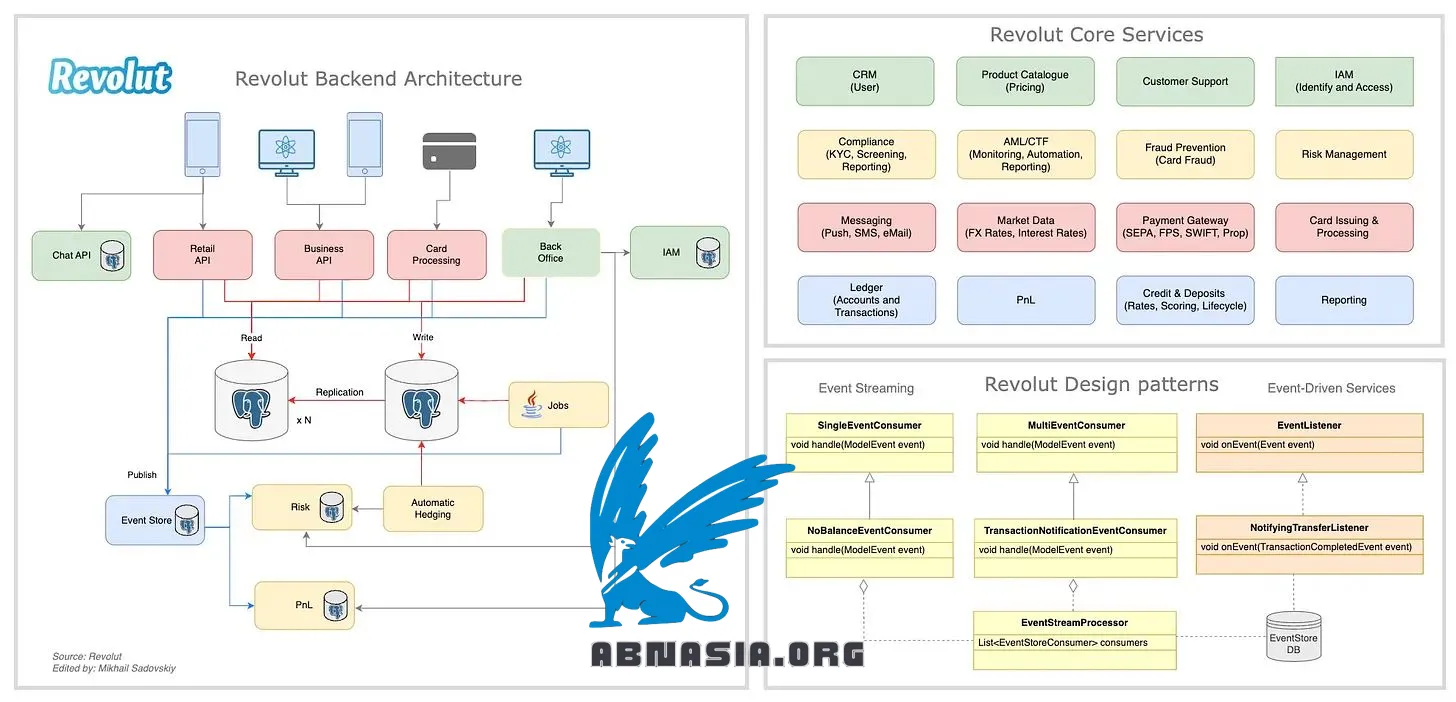 Revolut
Revolut Backend Architecture
Chat API
Retail
API
Business
API
Card
Processing
Back
Office
IAM
Read
Write
Replication
x N
Jobs
Publish
Event Store
Risk
Automatic
Hedging
PnL
Source: Revolut
Edited by: Mikhail Sadovskiy
Revolut Core Services
CRM
(User)
Product Catalogue
(Pricing)
Customer Support
IAM
(Identify and Access)
Compliance
(KYC, Screening,
Reporting)
AML/CTF
(Monitoring, Automation,
Reporting)
Fraud Prevention
(Card Fraud)
Risk Management
Messaging
(Push, SMS, eMail)
Market Data
(FX Rates, Interest Rates)
Payment Gateway
(SEPA, FPS, SWIFT, Prop)
Card Issuing &
Processing
Ledger
(Accounts and
Transactions)
PnL
Credit & Deposits
(Rates, Scoring, Lifecycle)
Reporting
Event Streaming
Revolut Design patterns
Event-Driven Services
SingleEventConsumer
void handle(ModelEvent event)
MultiEventConsumer
void handle(ModelEvent event)
EventListener
void onEvent(Event event)
NoBalanceEventConsumer
void handle(ModelEvent event)
TransactionNotificationEventConsumer
void handle(ModelEvent event)
NotifyingTransferListener
void onEvent(TransactionCompletedEvent event)
EventStreamProcessor
List<EventStoreConsumer> consumers
EventStore
DB
ABNASIA.ORG